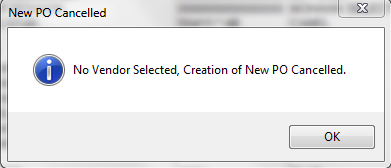 New PO Cancelled
No Vendor Selected, Creation of New PO Cancelled.
OK